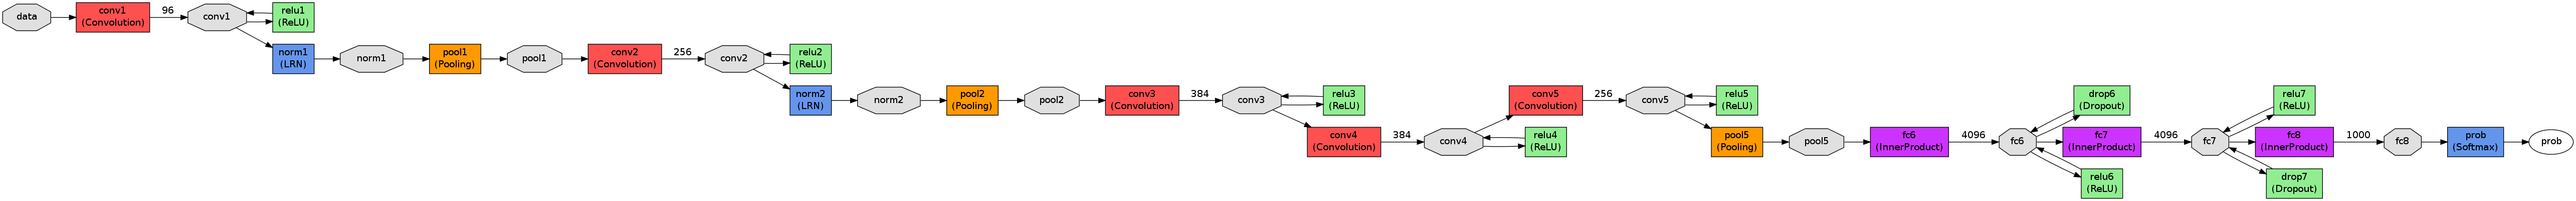 data
conv1
(Convolution)
96
conv1
relu1
(ReLU)
norm1
(LRN)
norm1
pool1
(Pooling)
pool1
conv2
(Convolution)
256
conv2
relu2
(ReLU)
norm2
(LRN)
norm2
pool2
(Pooling)
pool2
conv3
(Convolution)
384
conv3
relu3
(ReLU)
conv4
(Convolution)
384
conv4
relu4
(ReLU)
conv5
(Convolution)
256
conv5
relu5
(ReLU)
pool5
(Pooling)
pool5
fc6
(InnerProduct)
4096
fc6
drop6
(Dropout)
relu6
(ReLU)
fc7
(InnerProduct)
4096
fc7
relu7
(ReLU)
drop7
(Dropout)
fc8
(InnerProduct)
1000
fc8
prob
(Softmax)
prob